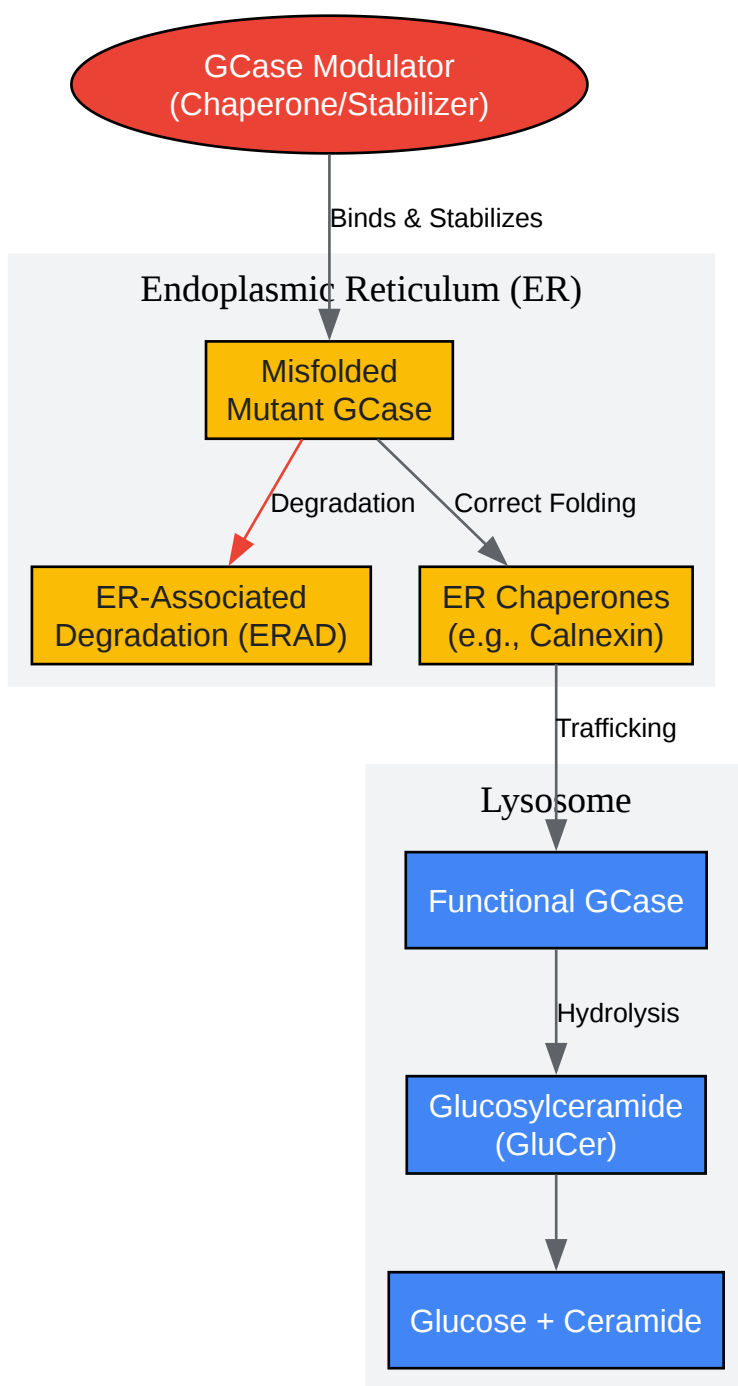 GCase Modulator
(Chaperone/Stabilizer)
Binds & Stabilizes
Endoplasmic Reticulum (ER)
Misfolded
Mutant GCase
Degradation
Correct Folding
ER-Associated
Degradation (ERAD)
ER Chaperones
(e.g., Calnexin)
Trafficking
Lysosome
Functional GCase
Hydrolysis
Glucosylceramide
(GluCer)
Glucose + Ceramide